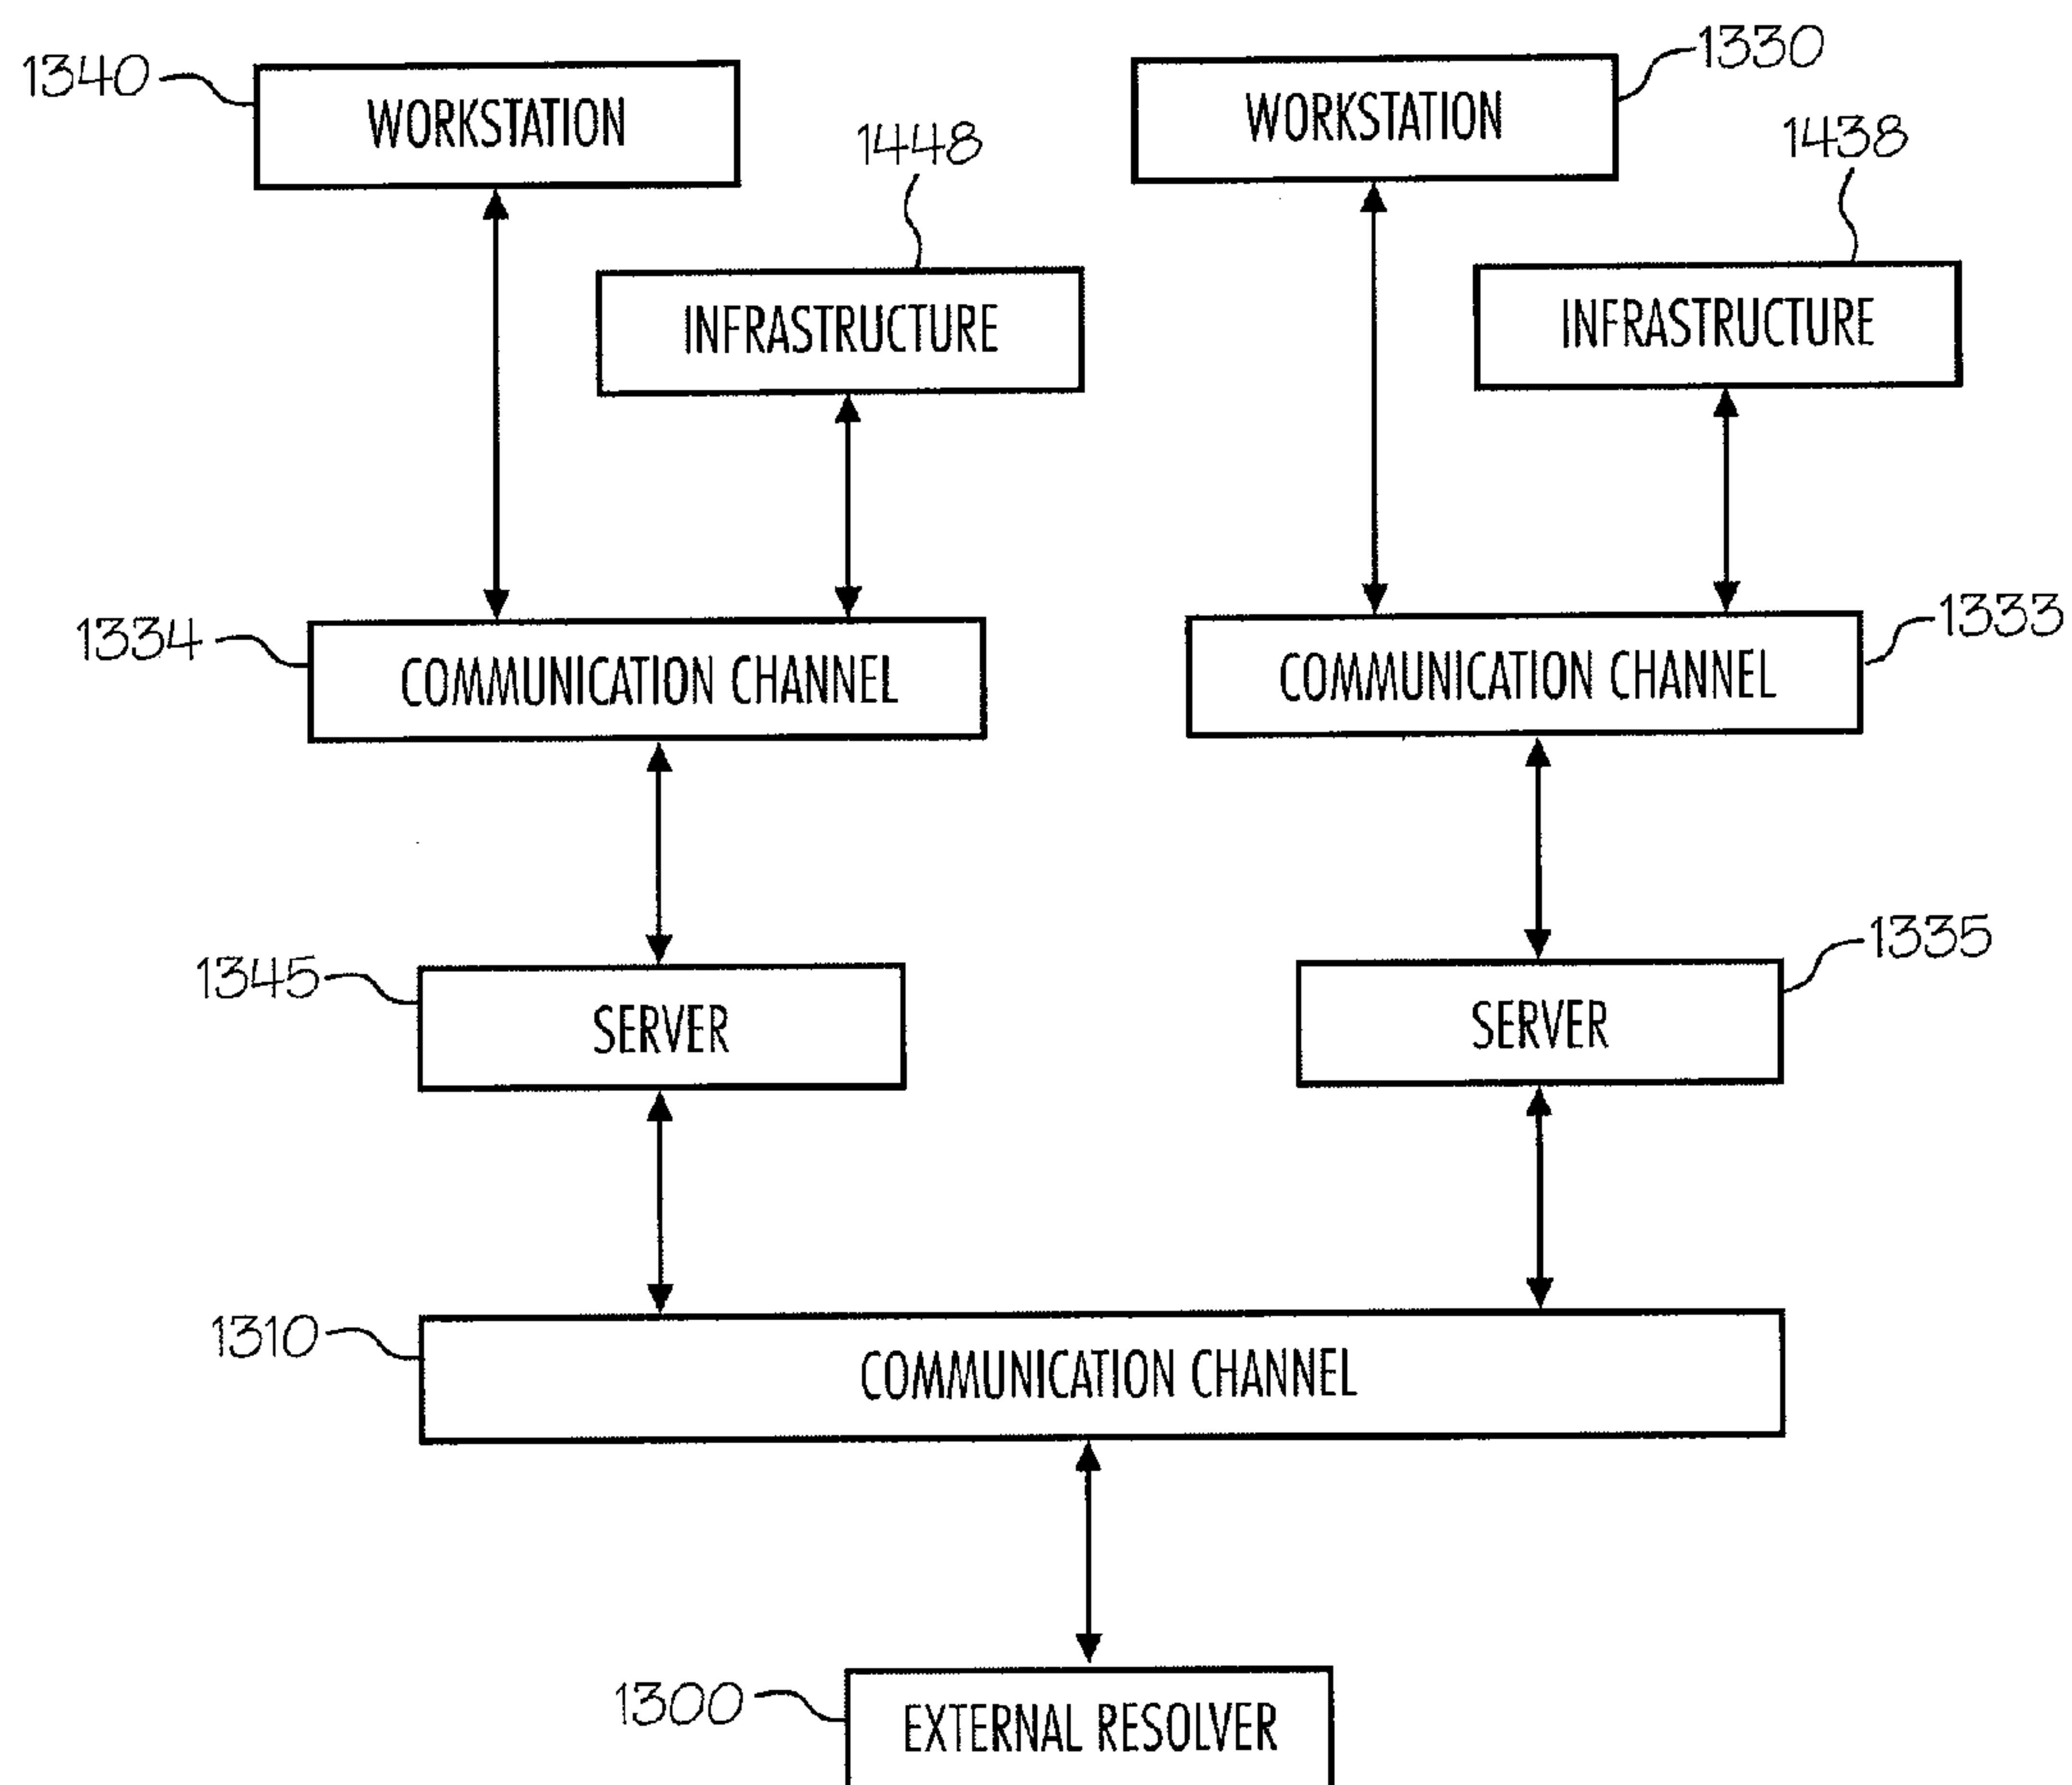 1340
WORKSTATION
WORKSTATION
1330
1448
INFRASTRUCTURE
1438
INFRASTRUCTURE
1334
COMMUNICATION CHANNEL
COMMUNICATION CHANNEL
1333
1345
SERVER
SERVER
1335
1310
COMMUNICATION CHANNEL
1300
EXTERNAL RESOLVER